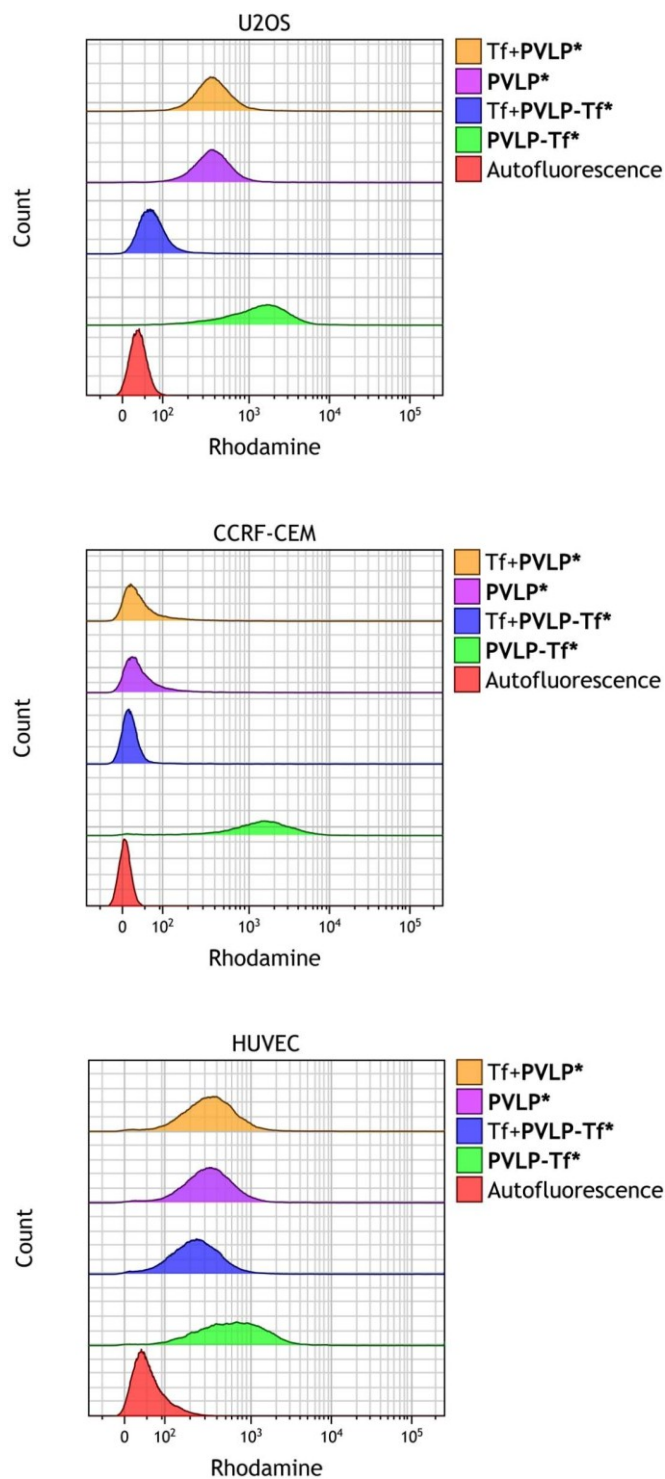 U2OS
Tf+PVLP*
PVLP*
Tf+PVLP-Tf*
PVLP-Tf*
Autofluorescence
Count
0 10² 10³ 10⁴ 10⁵
Rhodamine
CCRF-CEM
Tf+PVLP*
PVLP*
Tf+PVLP-Tf*
PVLP-Tf*
Autofluorescence
Count
0 10² 10³ 10⁴ 10⁵
Rhodamine
HUVEC
Tf+PVLP*
PVLP*
Tf+PVLP-Tf*
PVLP-Tf*
Autofluorescence
Count
0 10² 10³ 10⁴ 10⁵
Rhodamine